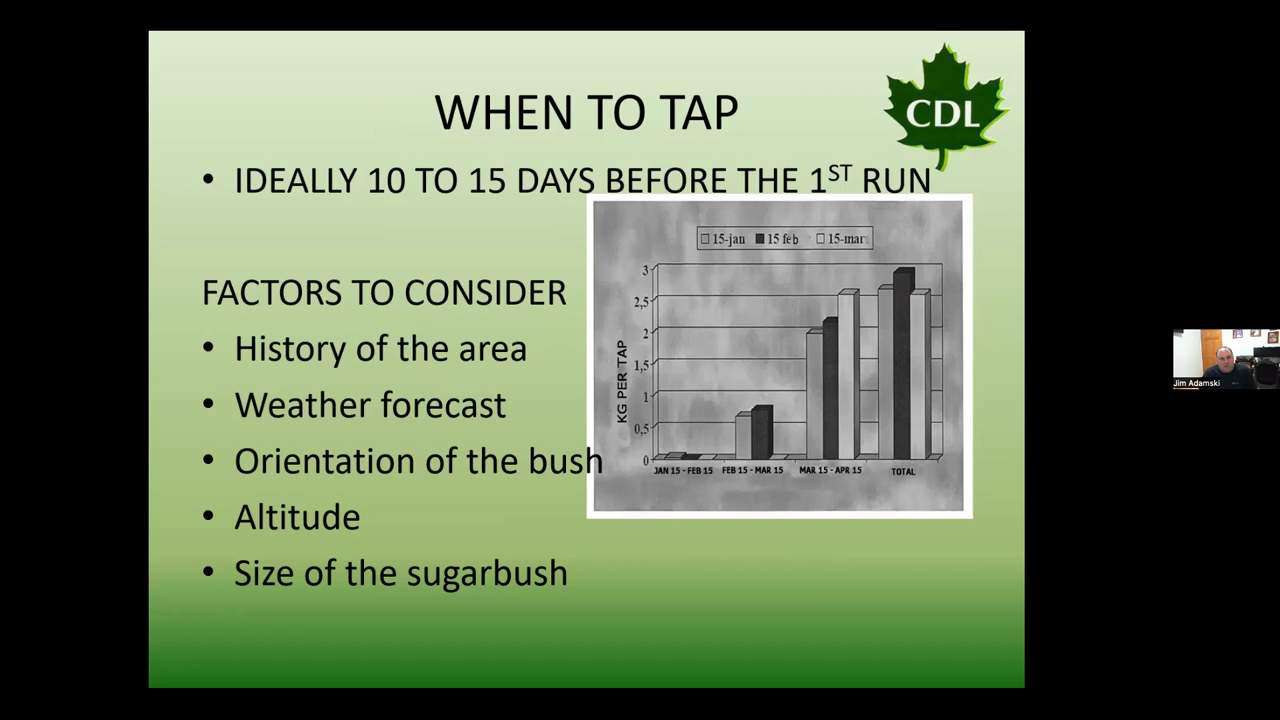 WHEN TO TAP
CDL
• IDEALLY 10 TO 15 DAYS BEFORE THE 1ST RUN
FACTORS TO CONSIDER
• History of the area
• Weather forecast
• Orientation of the bush
• Altitude
• Size of the sugarbush
15-jan 15 feb 15-mar
KG PER TAP
3
2,5
2
1,5
1
0,5
0
JAN 15 - FEB 15 FEB 15 - MAR 15 MAR 15 - APR 15 TOTAL
Jim Adamski